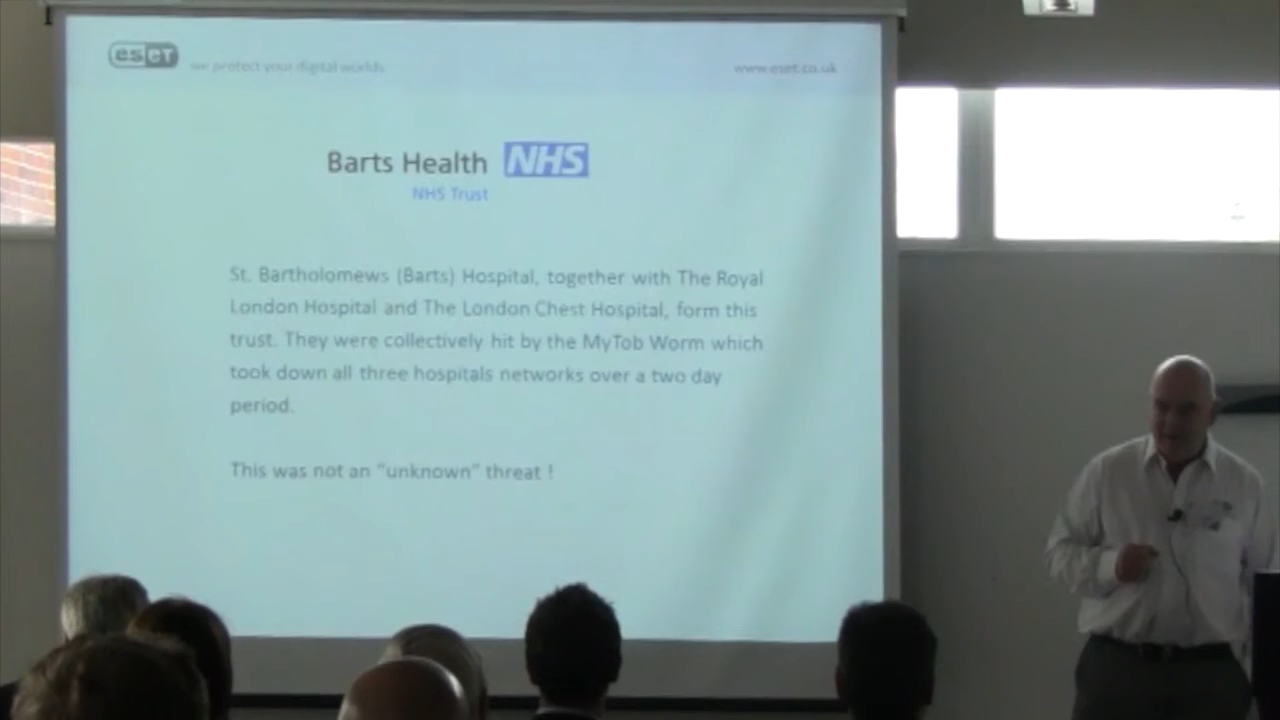 eset we protect your digital worlds www.eset.co.uk
Barts Health NHS
NHS Trust
St. Bartholomews (Barts) Hospital, together with The Royal
London Hospital and The London Chest Hospital, form this
trust. They were collectively hit by the MyTob Worm which
took down all three hospitals networks over a two day
period.
This was not an “unknown” threat !